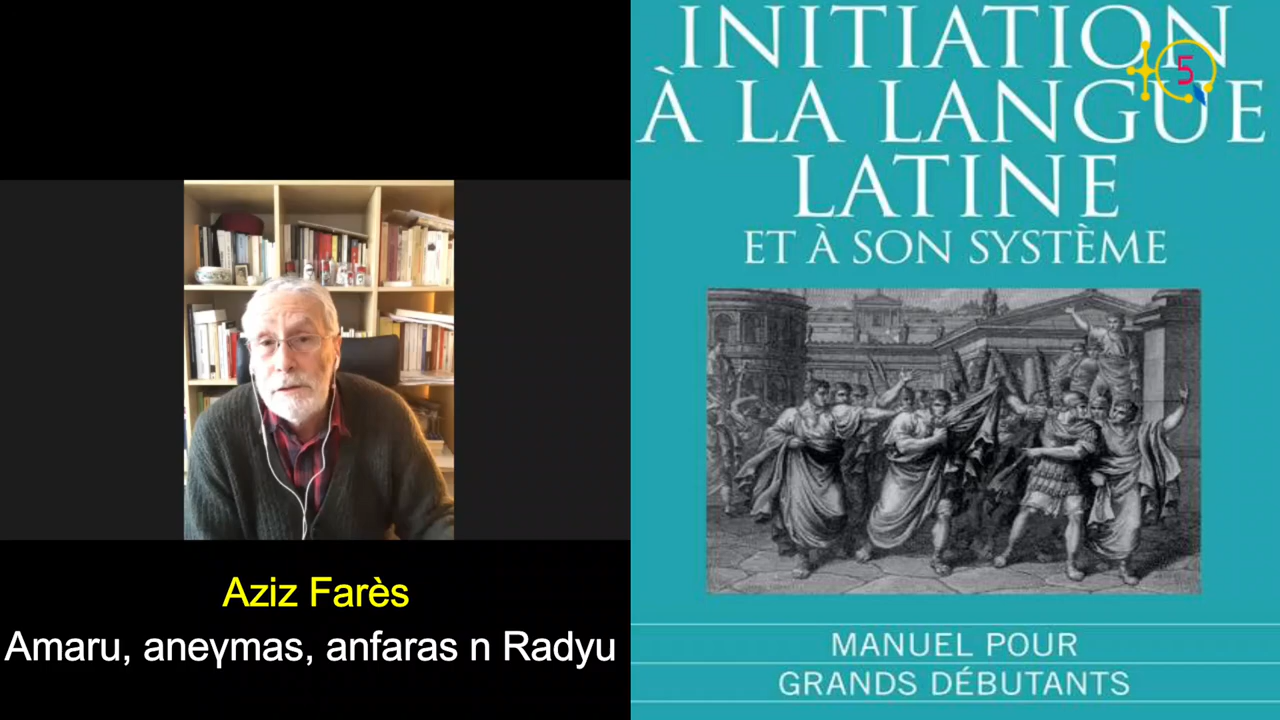 Aziz Farès
Amaru, aneɣmas, anfaras n Radyu
INITIATION
À LA LANGUE
LATINE
ET À SON SYSTÈME
MANUEL POUR
GRANDS DÉBUTANTS
5